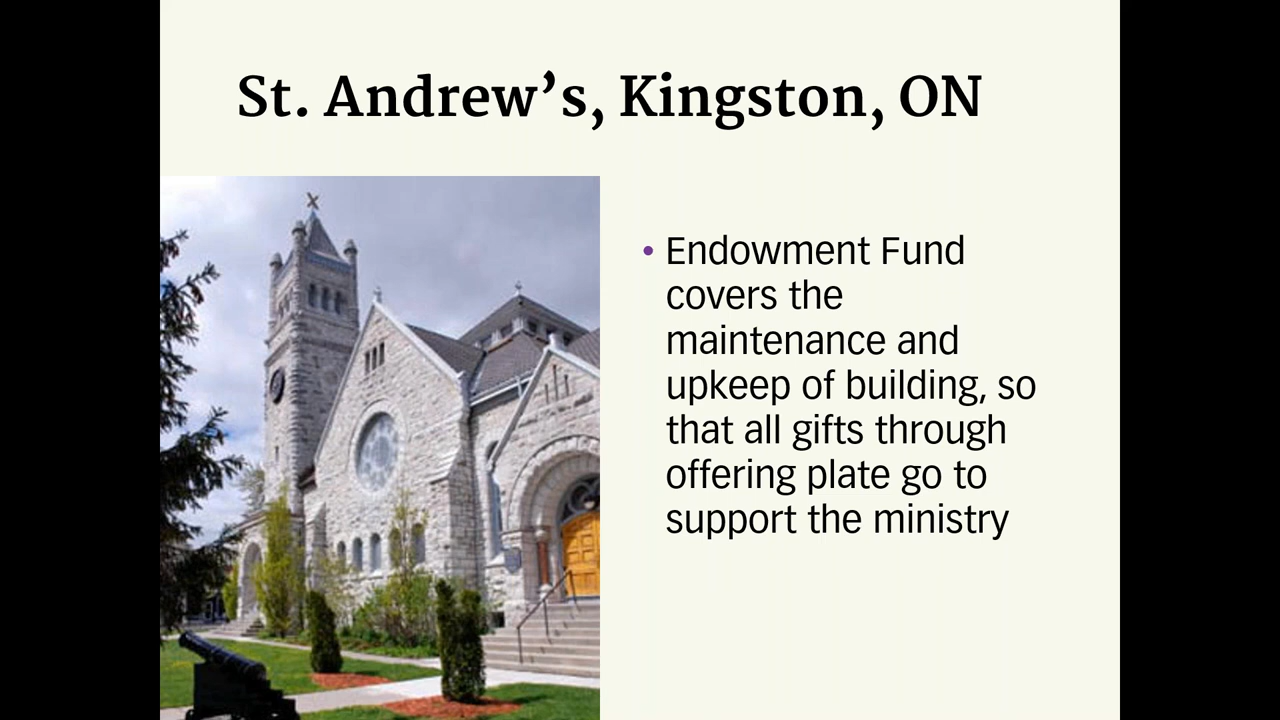 St. Andrew’s, Kingston, ON
• Endowment Fund
covers the
maintenance and
upkeep of building, so
that all gifts through
offering plate go to
support the ministry